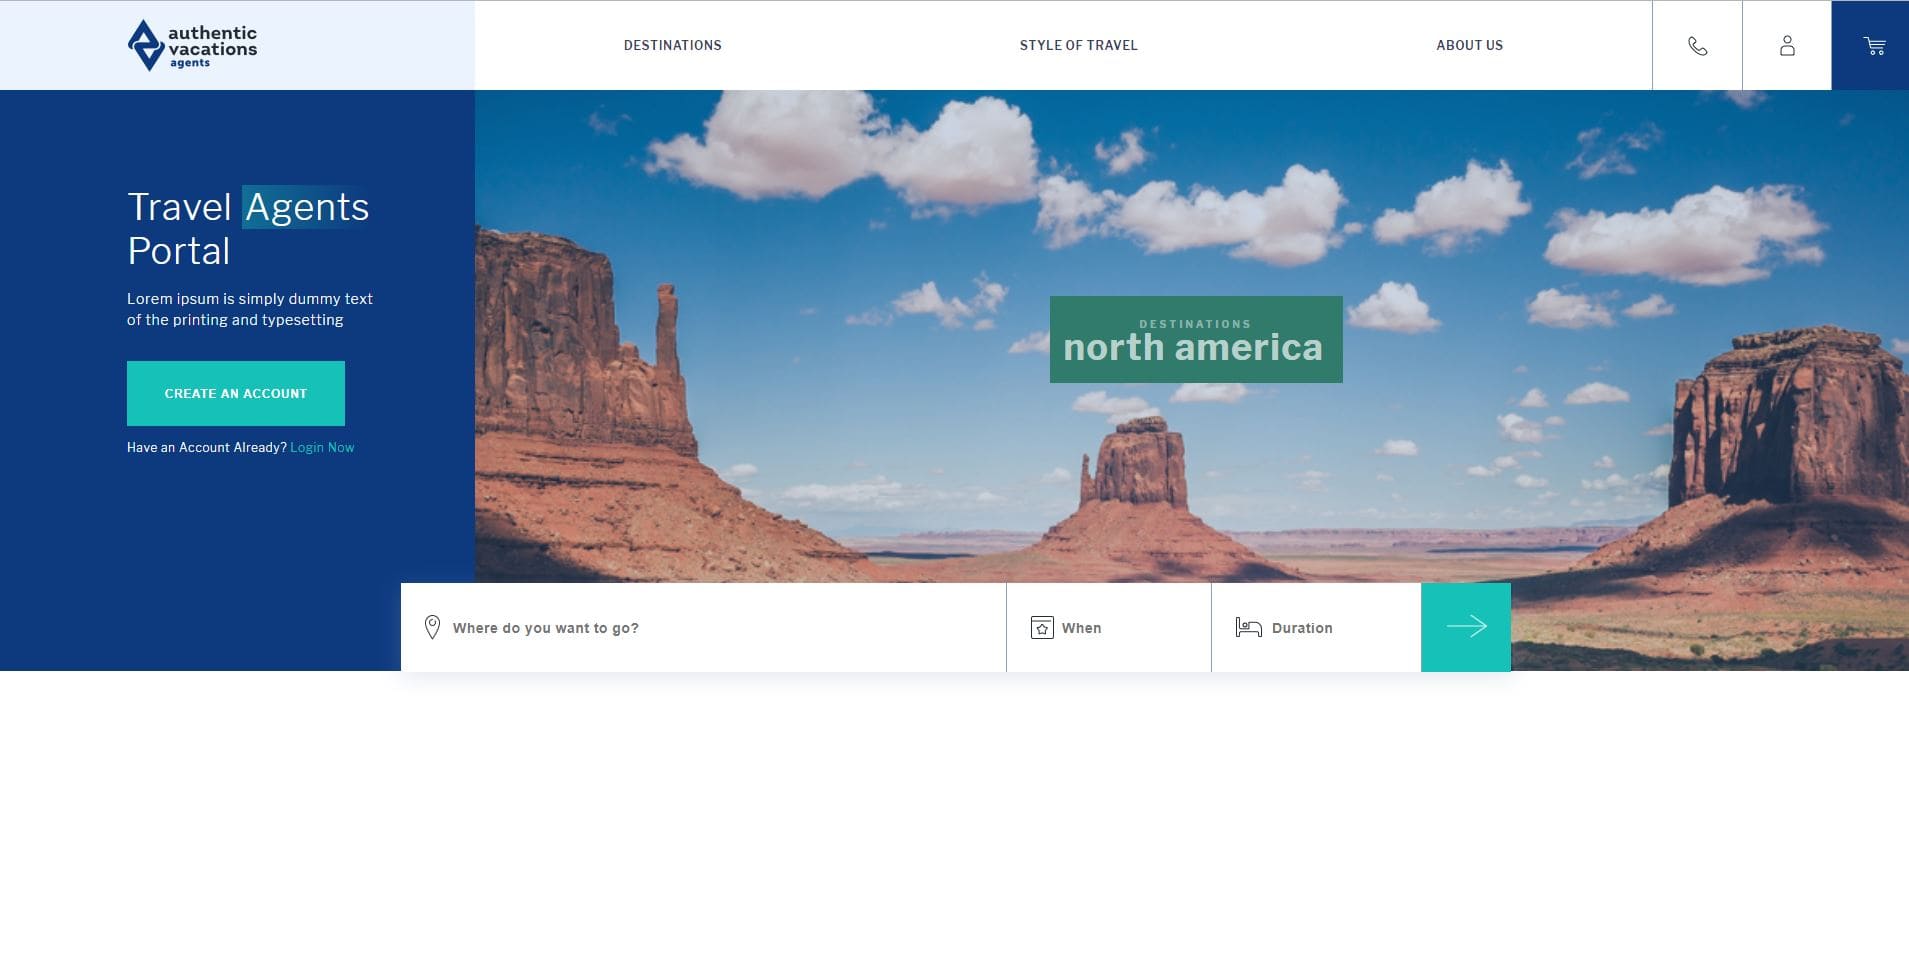 authentic
vacations
agents
DESTINATIONS
STYLE OF TRAVEL
ABOUT US
Travel Agents
Portal
Lorem ipsum is simply dummy text
of the printing and typesetting
CREATE AN ACCOUNT
Have an Account Already? Login Now
DESTINATIONS
north america
Where do you want to go?
When
Duration